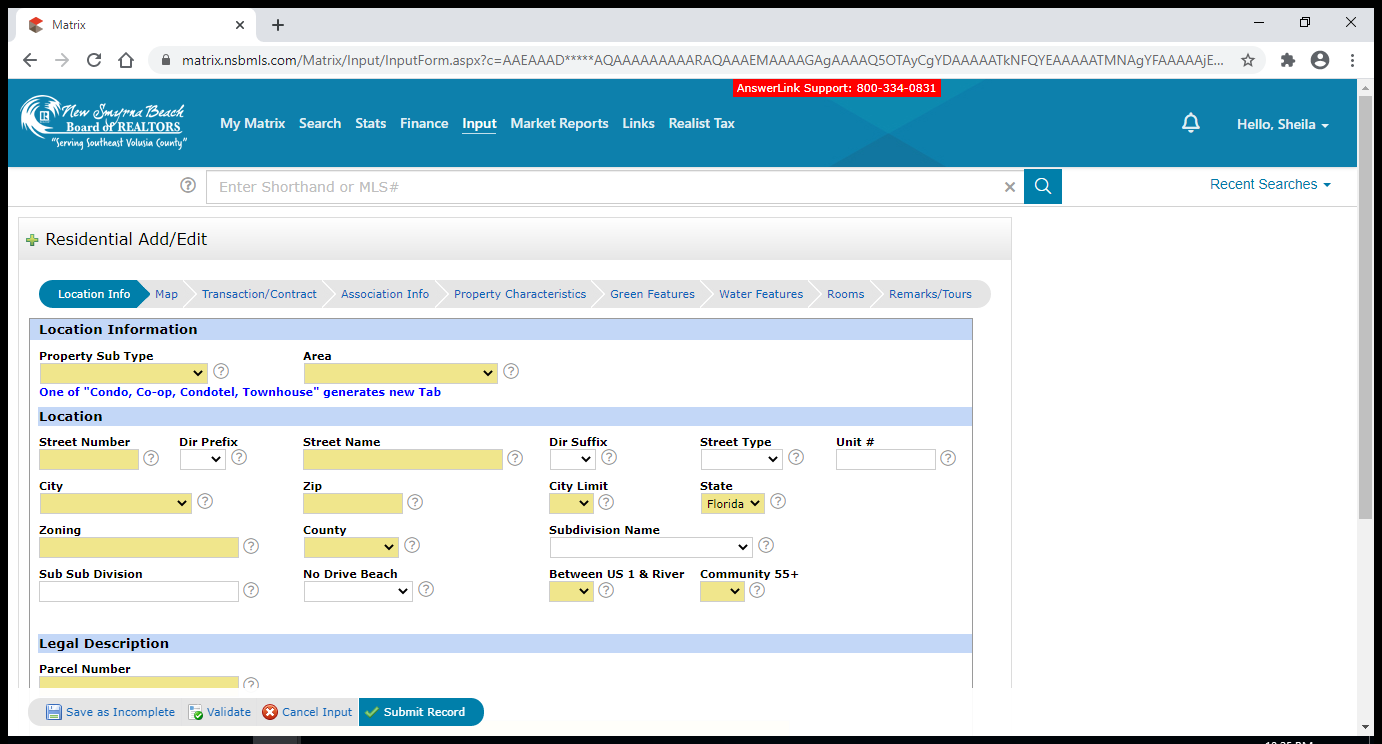 Matrix
matrix.nsbmls.com/Matrix/Input/InputForm.aspx?c=AAEAAAD*****AQAAAAAAAAARAQAAAEMAAAAGAgAAAAQ5OTAyCgYDAAAAATkNFQYEAAAAATMNAgYFAAAAAjE...
AnswerLink Support: 800-334-0831
New Smyrna Beach
Board of REALTORS
"Serving Southeast Volusia County"
My Matrix Search Stats Finance Input Market Reports Links Realist Tax
Hello, Sheila
Enter Shorthand or MLS#
Recent Searches
Residential Add/Edit
Location Info Map Transaction/Contract Association Info Property Characteristics Green Features Water Features Rooms Remarks/Tours
Location Information
Property Sub Type Area
One of "Condo, Co-op, Condotel, Townhouse" generates new Tab
Location
Street Number Dir Prefix Street Name Dir Suffix Street Type Unit #
City Zip City Limit State
Florida
Zoning County Subdivision Name
Sub Sub Division No Drive Beach Between US 1 & River Community 55+
Legal Description
Parcel Number
Save as Incomplete Validate Cancel Input Submit Record